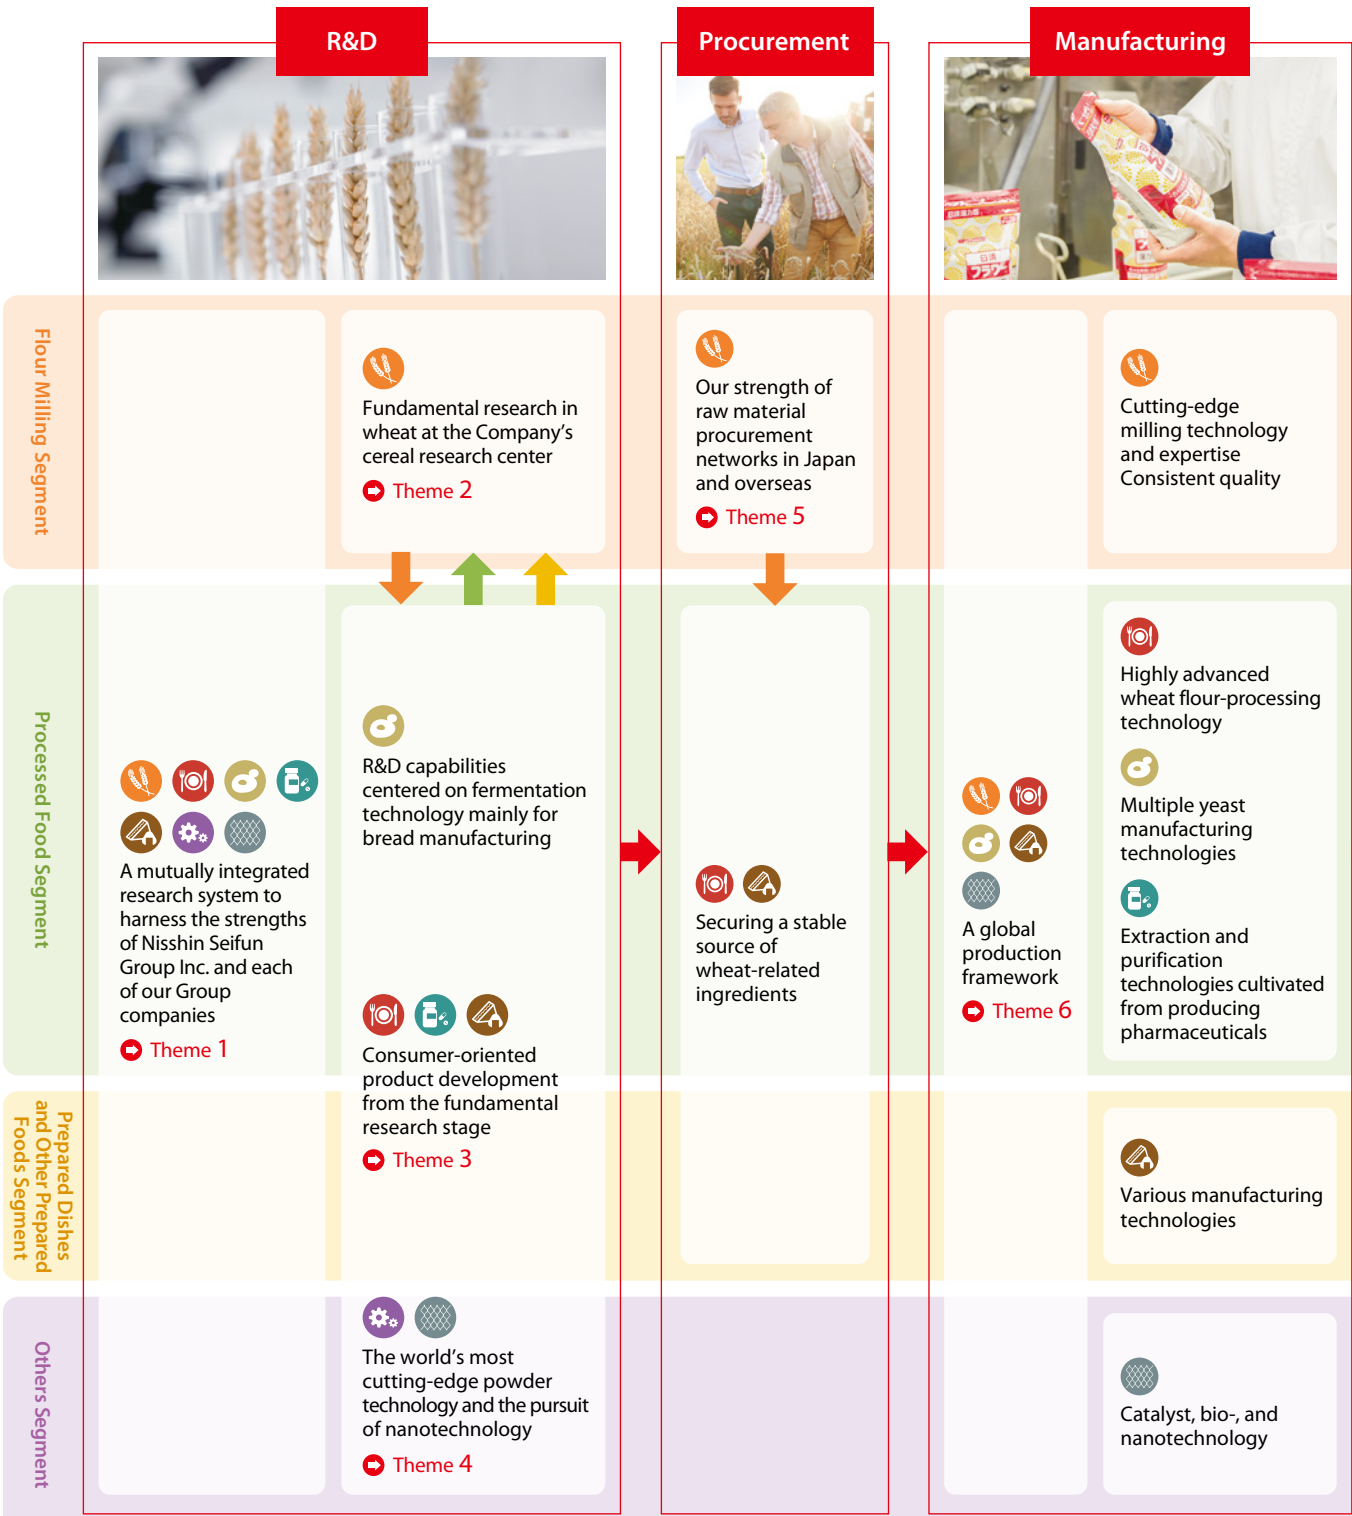 R&D
Procurement
Manufacturing
日清
フラワー
Flour Milling Segment
Fundamental research in
wheat at the Company’s
cereal research center
Theme 2
Our strength of
raw material
procurement
networks in Japan
and overseas
Theme 5
Cutting-edge
milling technology
and expertise
Consistent quality
Processed Food Segment
A mutually integrated
research system to
harness the strengths
of Nisshin Seifun
Group Inc. and each
of our Group
companies
Theme 1
R&D capabilities
centered on fermentation
technology mainly for
bread manufacturing
Consumer-oriented
product development
from the fundamental
research stage
Theme 3
Securing a stable
source of
wheat-related
ingredients
A global
production
framework
Theme 6
Highly advanced
wheat flour-processing
technology
Multiple yeast
manufacturing
technologies
Extraction and
purification
technologies cultivated
from producing
pharmaceuticals
Prepared Dishes
and Other Prepared
Foods Segment
Various manufacturing
technologies
Others Segment
The world’s most
cutting-edge powder
technology and the pursuit
of nanotechnology
Theme 4
Catalyst, bio-, and
nanotechnology